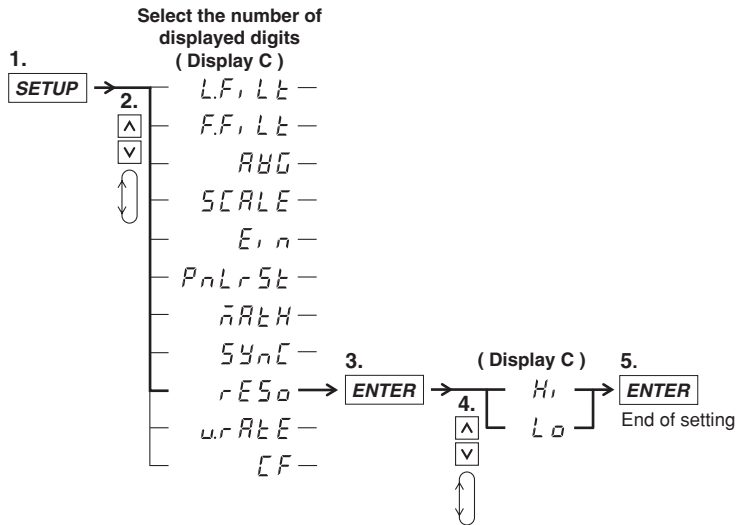 Select the number of
displayed digits
( Display C )
1.
SETUP
2.
L.FiLt
F.FiLt
AVG
SCALE
Ein
PnLrSt
MAtH
SYnC
rESo
u.rAtE
CF
3.
ENTER
4.
( Display C )
Hi
Lo
5.
ENTER
End of setting